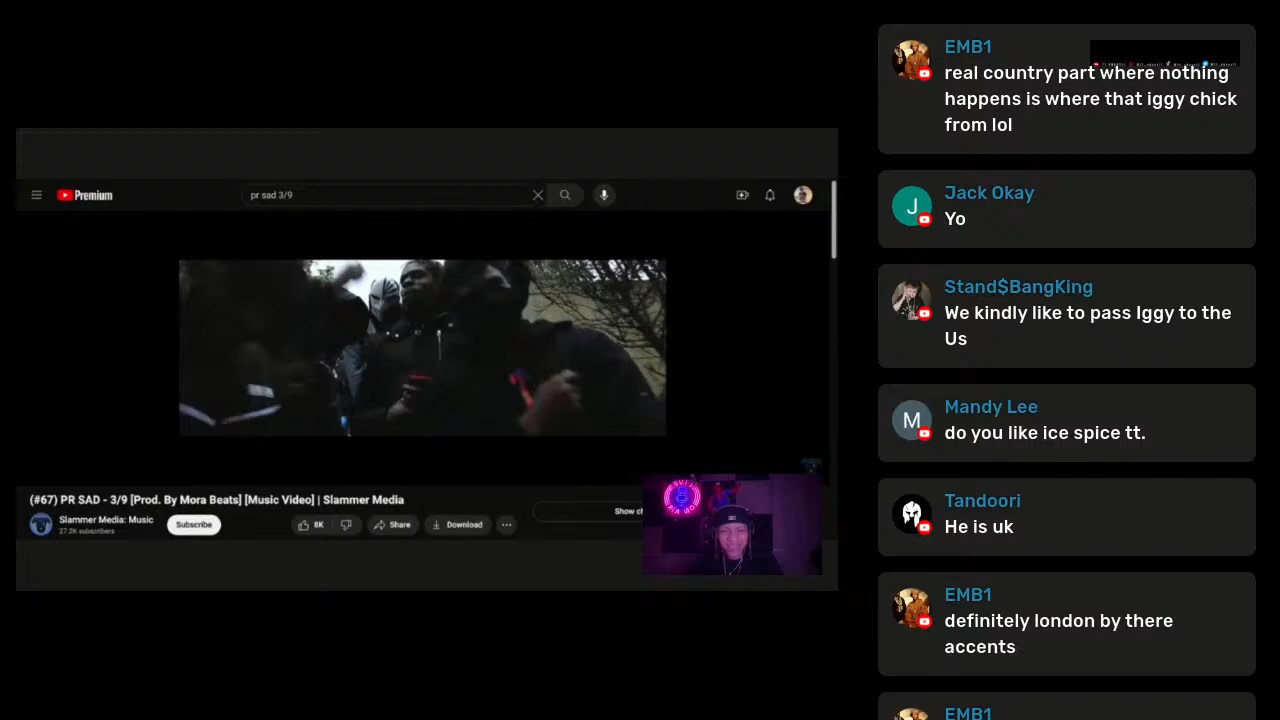 Premium
pr sad 3/9
(#67) PR SAD - 3/9 [Prod. By Mora Beats] [Music Video] | Slammer Media
Slammer Media: Music
27.2K subscribers
Subscribe
8K
Share
Download
Show ch
EMB1
real country part where nothing
happens is where that iggy chick
from lol
Jack Okay
J
Yo
Stand$BangKing
We kindly like to pass Iggy to the
Us
Mandy Lee
M
do you like ice spice tt.
Tandoori
He is uk
EMB1
definitely london by there
accents
EMB1